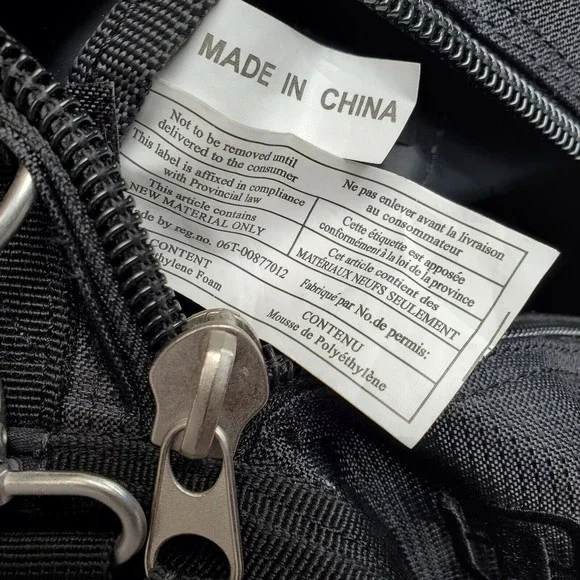 MADE IN CHINA
Not to be removed until
delivered to the consumer
This label is affixed in compliance
with Provincial law
This article contains
NEW MATERIAL ONLY
by reg.no. 06T-00877012
CONTENT
Foam
Ne pas enlever avant la livraison
au consommateur
Cette étiquette est apposée
conformément à la loi de la province
Cet article contient des
MATÉRIAUX NEUFS SEULEMENT
Fabriqué par No.de permis:
CONTENU
Mousse de Polyéthylène